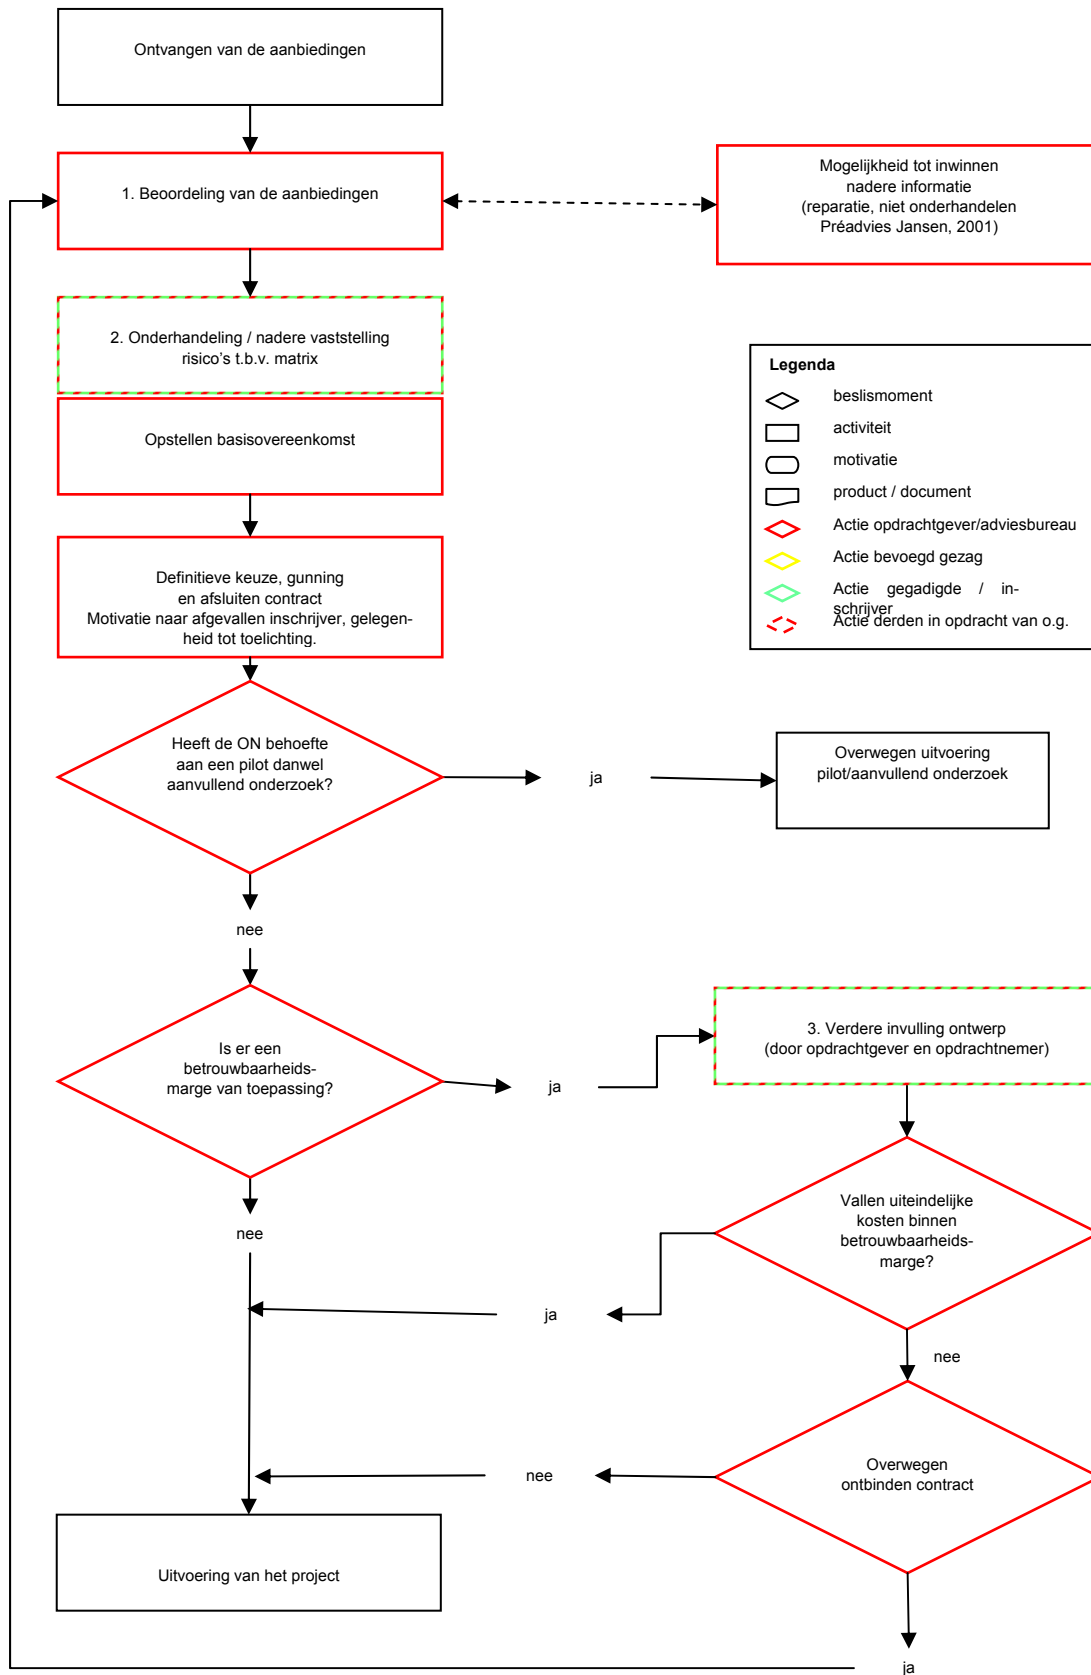 Ontvangen van de aanbiedingen
1. Beoordeling van de aanbiedingen
Mogelijkheid tot inwinnen
nadere informatie
(reparatie, niet onderhandelen
Préadvies Jansen, 2001)
2. Onderhandeling / nadere vaststelling
risico's t.b.v. matrix
Opstellen basisovereenkomst
Legenda
beslismoment
activiteit
motivatie
product / document
Actie opdrachtgever/adviesbureau
Actie bevoegd gezag
Actie gegadigde / in-
schrijver
Actie derden in opdracht van o.g.
Definitieve keuze, gunning
en afsluiten contract
Motivatie naar afgevallen inschrijver, gelegen-
heid tot toelichting.
Heeft de ON behoefte
aan een pilot danwel
aanvullend onderzoek?
ja
Overwegen uitvoering
pilot/aanvullend onderzoek
nee
Is er een
betrouwbaarheids-
marge van toepassing?
ja
3. Verdere invulling ontwerp
(door opdrachtgever en opdrachtnemer)
nee
Vallen uiteindelijke
kosten binnen
betrouwbaarheids-
marge?
ja
nee
Overwegen
ontbinden contract
nee
Uitvoering van het project
ja